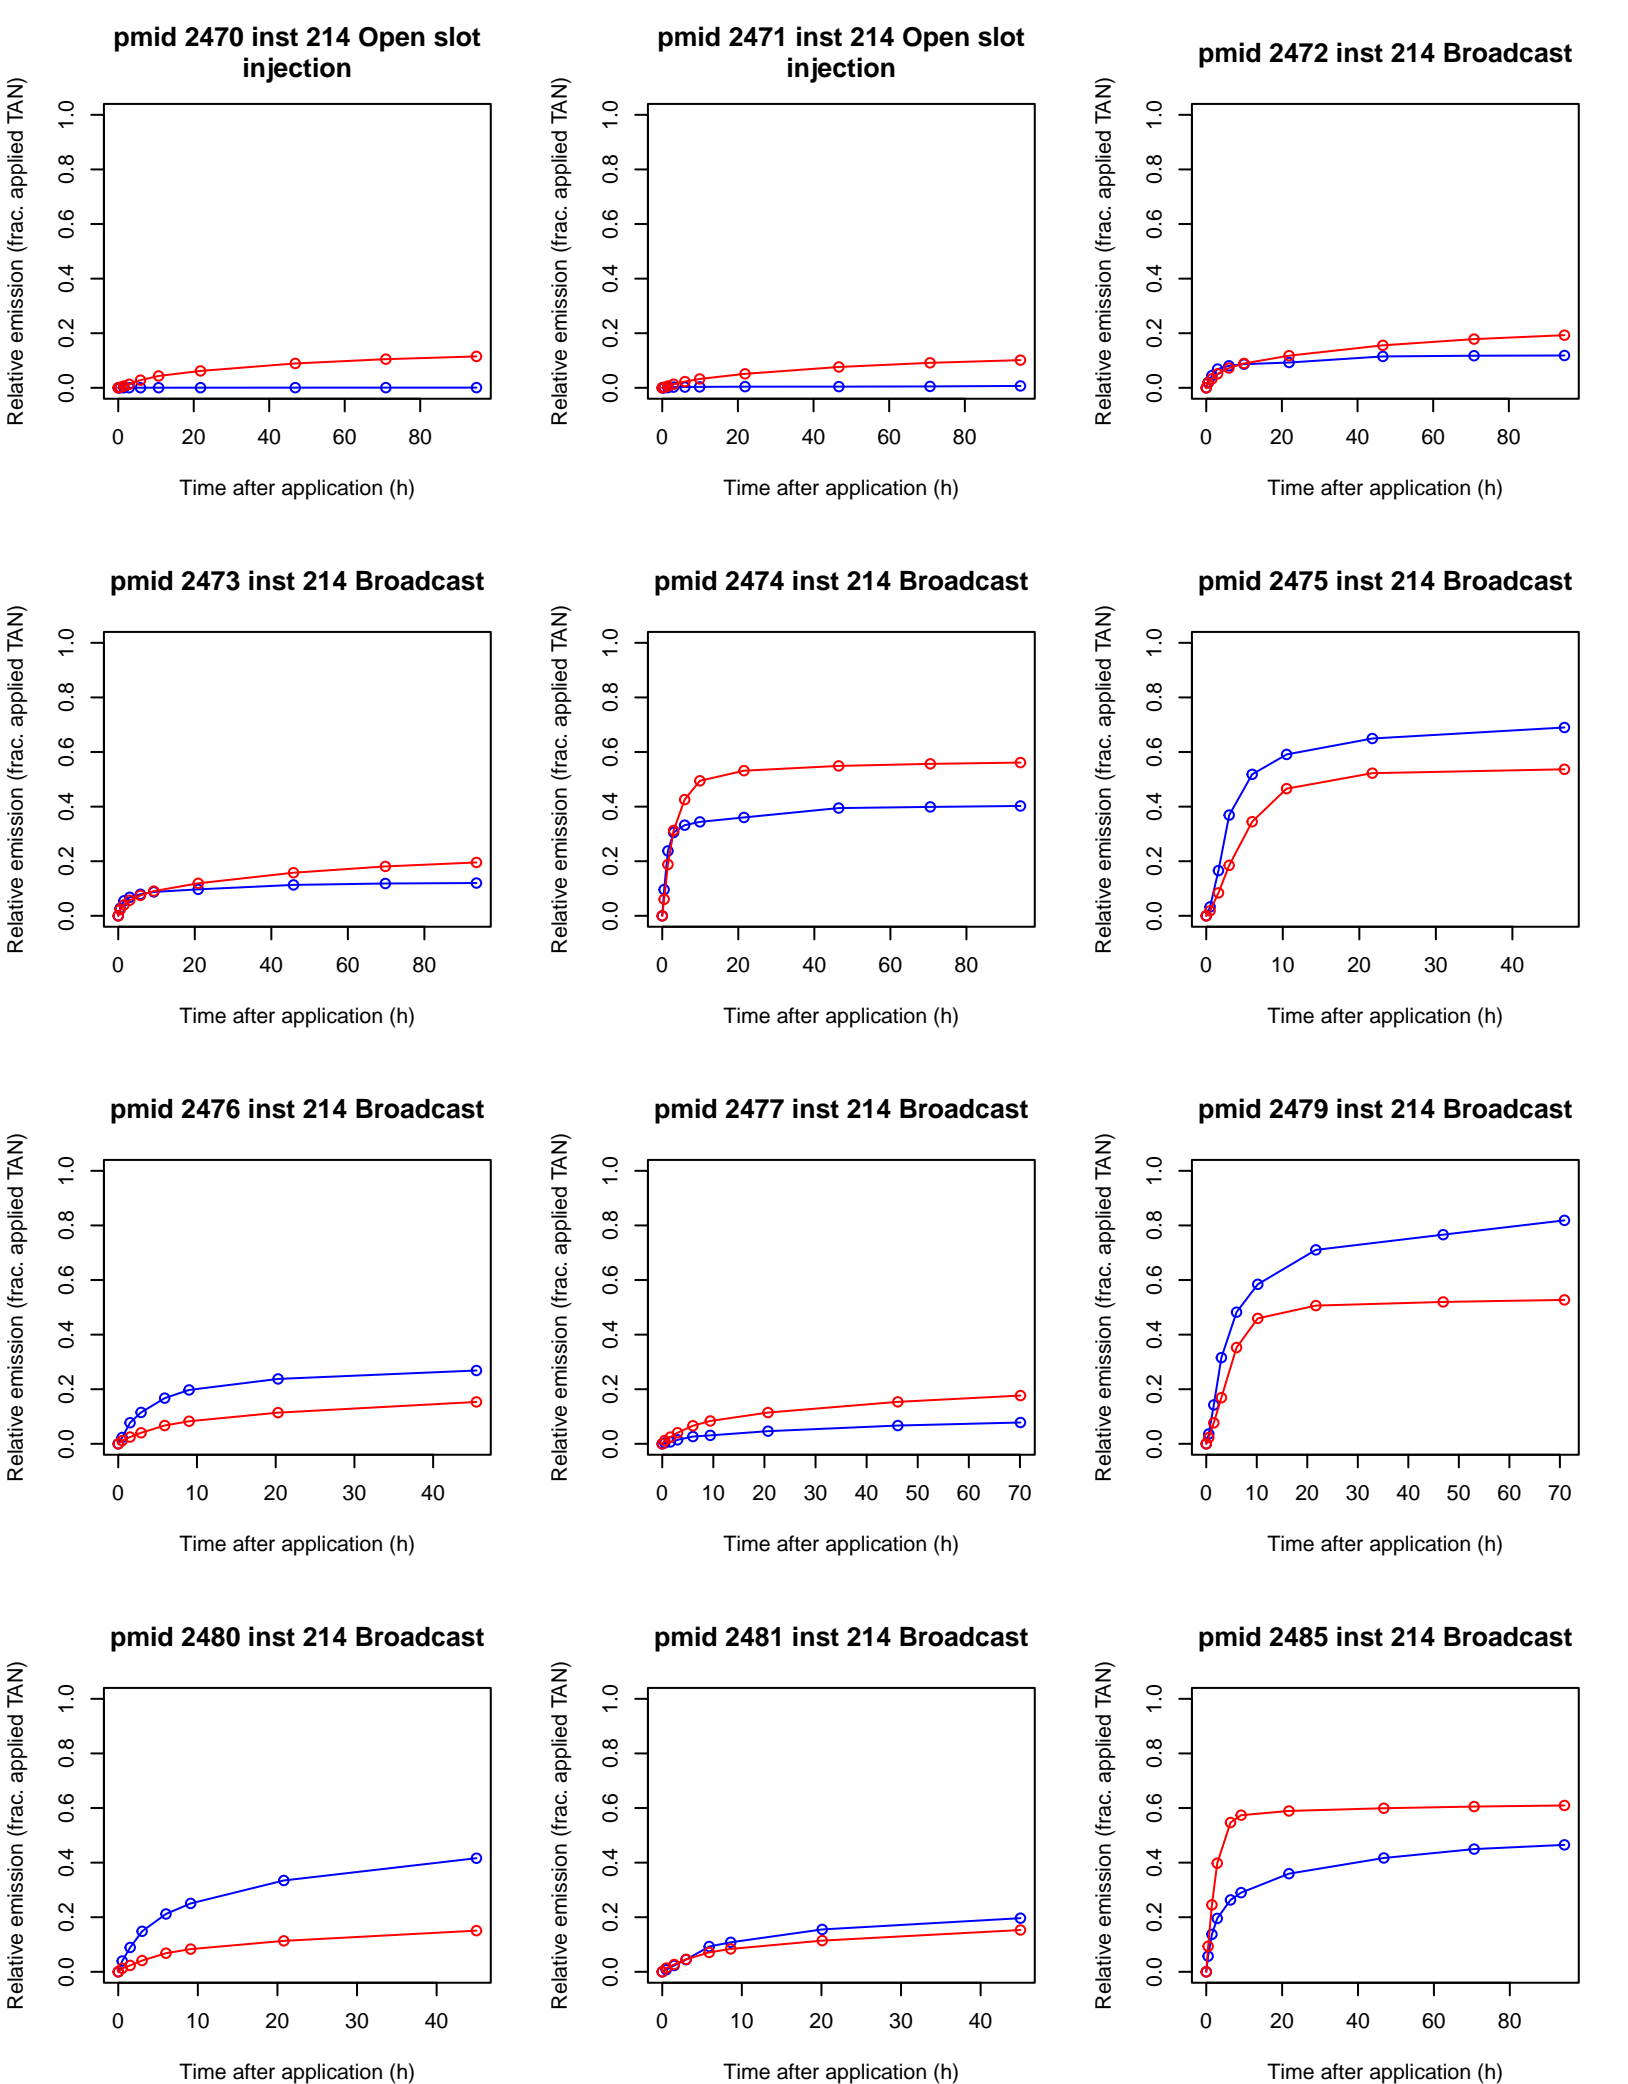 pmid 2470 inst 214 Open slot
injection
Relative emission (frac. applied TAN)
1.0
0.8
0.6
0.4
0.2
0.0
0 20 40 60 80
Time after application (h)
pmid 2471 inst 214 Open slot
injection
Relative emission (frac. applied TAN)
1.0
0.8
0.6
0.4
0.2
0.0
0 20 40 60 80
Time after application (h)
pmid 2472 inst 214 Broadcast
Relative emission (frac. applied TAN)
1.0
0.8
0.6
0.4
0.2
0.0
0 20 40 60 80
Time after application (h)
pmid 2473 inst 214 Broadcast
Relative emission (frac. applied TAN)
1.0
0.8
0.6
0.4
0.2
0.0
0 20 40 60 80
Time after application (h)
pmid 2474 inst 214 Broadcast
Relative emission (frac. applied TAN)
1.0
0.8
0.6
0.4
0.2
0.0
0 20 40 60 80
Time after application (h)
pmid 2475 inst 214 Broadcast
Relative emission (frac. applied TAN)
1.0
0.8
0.6
0.4
0.2
0.0
0 10 20 30 40
Time after application (h)
pmid 2476 inst 214 Broadcast
Relative emission (frac. applied TAN)
1.0
0.8
0.6
0.4
0.2
0.0
0 10 20 30 40
Time after application (h)
pmid 2477 inst 214 Broadcast
Relative emission (frac. applied TAN)
1.0
0.8
0.6
0.4
0.2
0.0
0 10 20 30 40 50 60 70
Time after application (h)
pmid 2479 inst 214 Broadcast
Relative emission (frac. applied TAN)
1.0
0.8
0.6
0.4
0.2
0.0
0 10 20 30 40 50 60 70
Time after application (h)
pmid 2480 inst 214 Broadcast
Relative emission (frac. applied TAN)
1.0
0.8
0.6
0.4
0.2
0.0
0 10 20 30 40
Time after application (h)
pmid 2481 inst 214 Broadcast
Relative emission (frac. applied TAN)
1.0
0.8
0.6
0.4
0.2
0.0
0 10 20 30 40
Time after application (h)
pmid 2485 inst 214 Broadcast
Relative emission (frac. applied TAN)
1.0
0.8
0.6
0.4
0.2
0.0
0 20 40 60 80
Time after application (h)